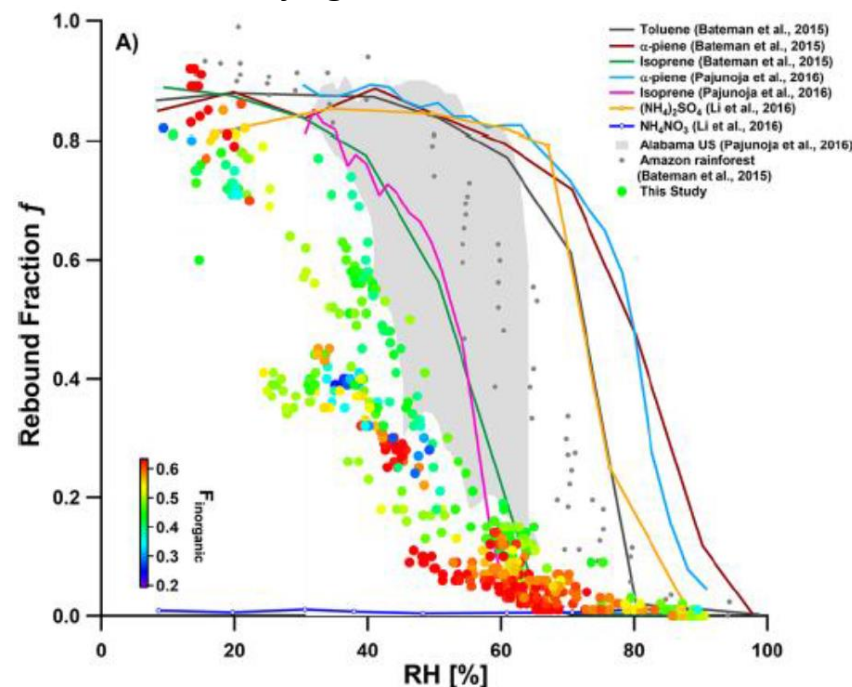 A)
Toluene (Bateman et al., 2015)
α-piene (Bateman et al., 2015)
Isoprene (Bateman et al., 2015)
α-piene (Pajunoja et al., 2016)
Isoprene (Pajunoja et al., 2016)
(NH₄)₂SO₄ (Li et al., 2016)
NH₄NO₃ (Li et al., 2016)
Alabama US (Pajunoja et al., 2016)
Amazon rainforest
(Bateman et al., 2015)
This Study
Rebound Fraction f
1.0
0.8
0.6
0.4
0.2
0.0
0.6
0.5
0.4
0.3
0.2
Finorganic
0
20
40
60
80
100
RH [%]